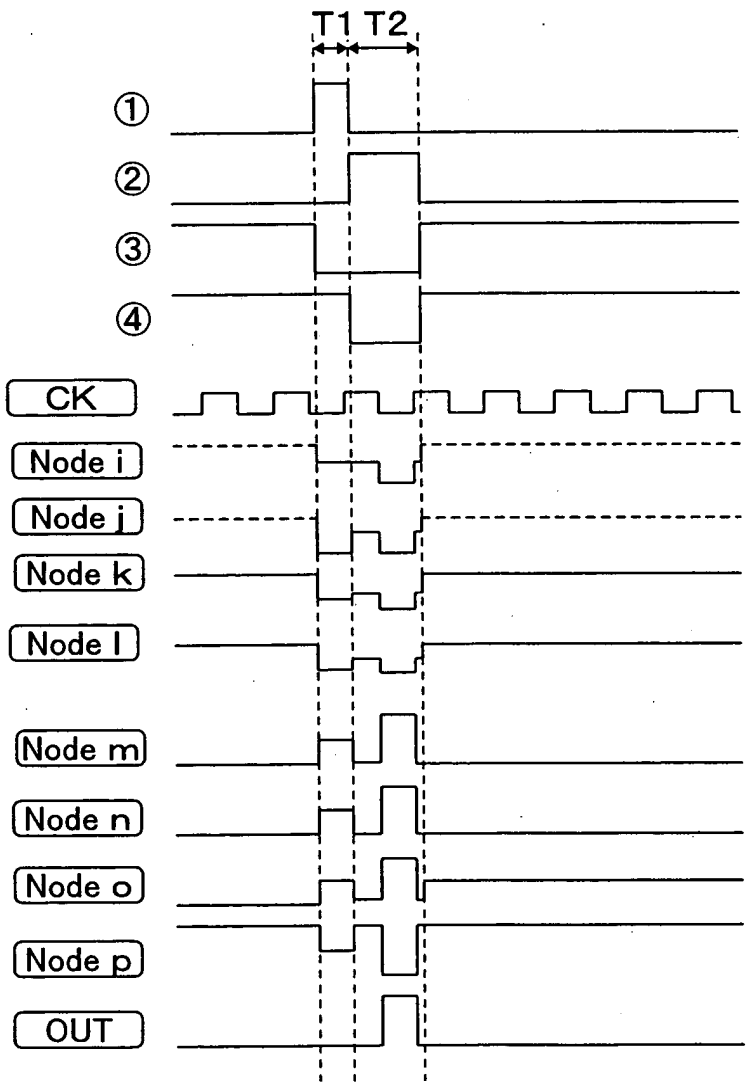 T1 T2
①
②
③
④
CK
Node i
Node j
Node k
Node l
Node m
Node n
Node o
Node p
OUT